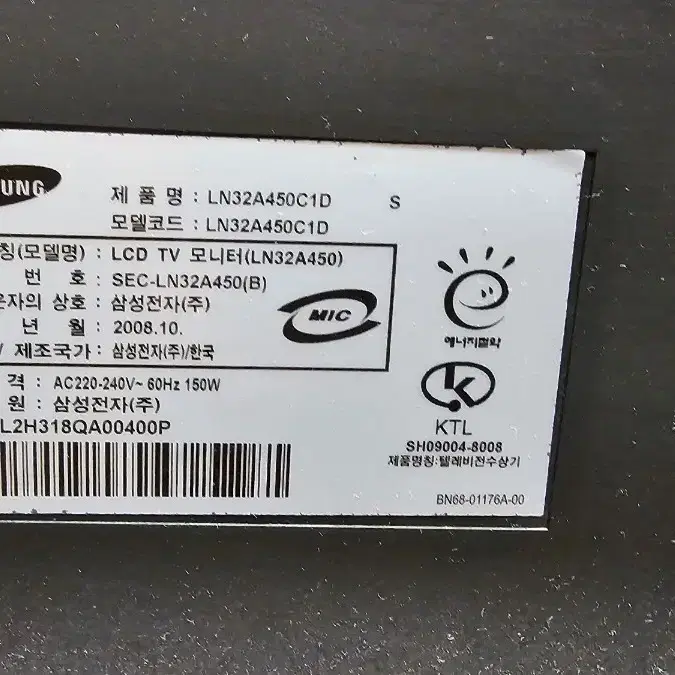 UNG
제 품 명 : LN32A450C1D S
모델코드 : LN32A450C1D
칭(모델명) : LCD TV 모니터(LN32A450)
번 호 : SEC-LN32A450(B)
자의 상호 : 삼성전자(주)
년 월 : 2008.10.
/ 제조국가 : 삼성전자(주)/한국
MIC
에너지절약
격 : AC220-240V~ 60Hz 150W
원 : 삼성전자(주)
L2H318QA00400P
KTL
SH09004-8008
제품명칭:텔레비전수상기
BN68-01176A-00